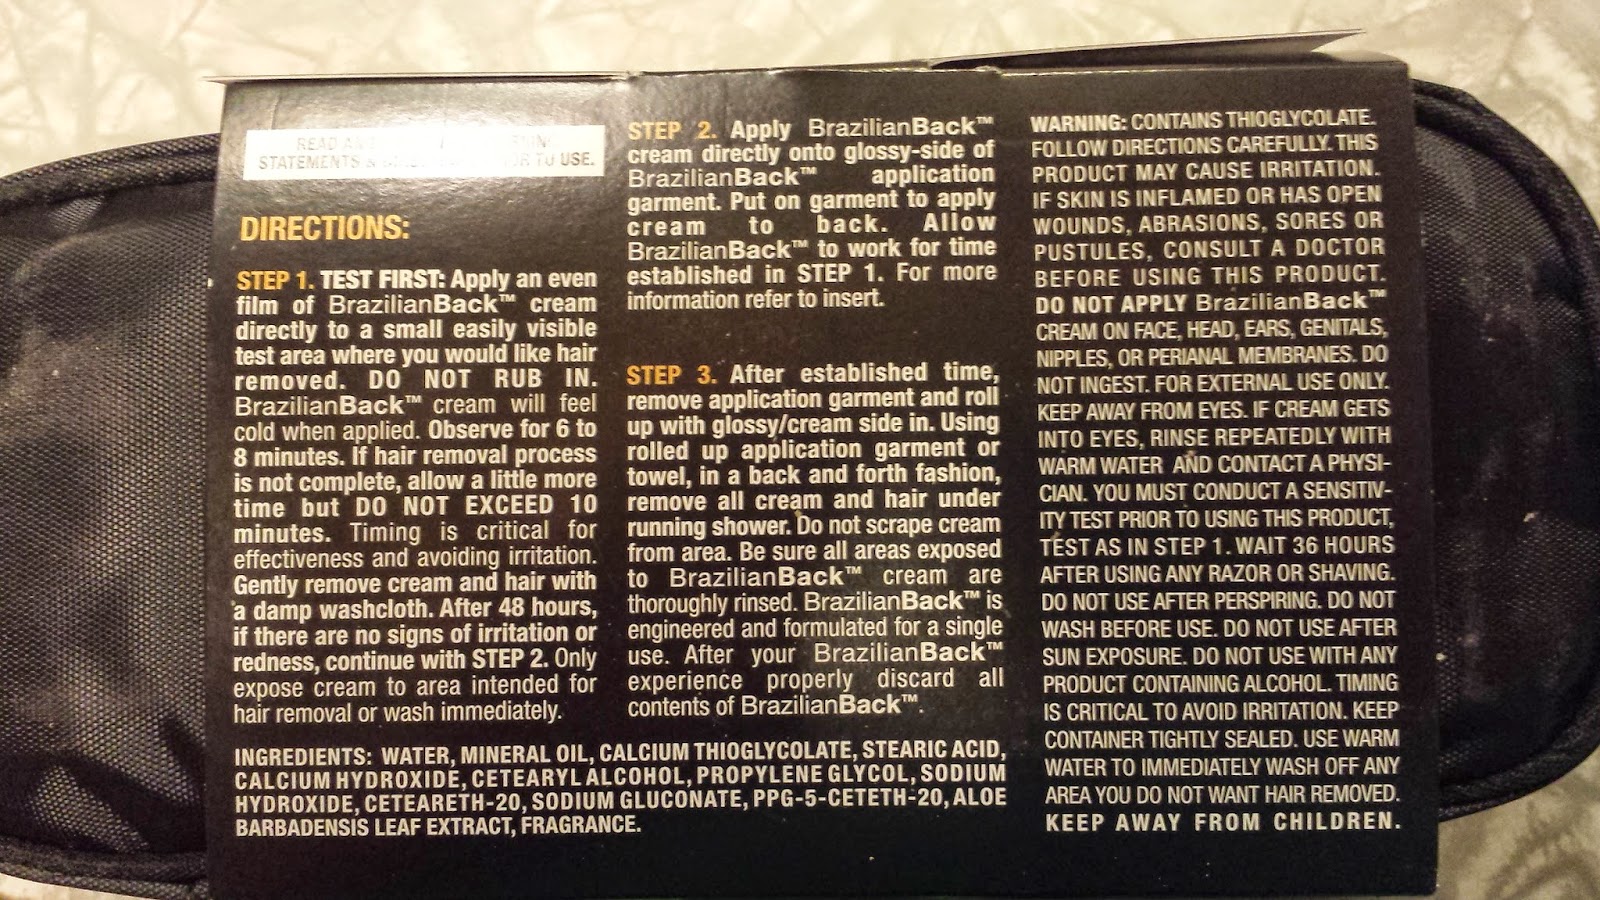 READ
STATEMENTS & TO USE.
DIRECTIONS:
STEP 1. TEST FIRST: Apply an even
film of BrazilianBack™ cream
directly to a small easily visible
test area where you would like hair
removed. DO NOT RUB IN.
BrazilianBack™ cream will feel
cold when applied. Observe for 6 to
8 minutes. If hair removal process
is not complete, allow a little more
time but DO NOT EXCEED 10
minutes. Timing is critical for
effectiveness and avoiding irritation.
Gently remove cream and hair with
a damp washcloth. After 48 hours,
if there are no signs of irritation or
redness, continue with STEP 2. Only
expose cream to area intended for
hair removal or wash immediately.
STEP 2. Apply BrazilianBack™
cream directly onto glossy-side of
BrazilianBack™ application
garment. Put on garment to apply
cream to back. Allow
BrazilianBack™ to work for time
established in STEP 1. For more
information refer to insert.
STEP 3. After established time,
remove application garment and roll
up with glossy/cream side in. Using
rolled up application garment or
towel, in a back and forth fashion,
remove all cream and hair under
running shower. Do not scrape cream
from area. Be sure all areas exposed
to BrazilianBack™ cream are
thoroughly rinsed. BrazilianBack™ is
engineered and formulated for a single
use. After your BrazilianBack™
experience properly discard all
contents of BrazilianBack™.
INGREDIENTS: WATER, MINERAL OIL, CALCIUM THIOGLYCOLATE, STEARIC ACID,
CALCIUM HYDROXIDE, CETEARYL ALCOHOL, PROPYLENE GLYCOL, SODIUM
HYDROXIDE, CETEARETH-20, SODIUM GLUCONATE, PPG-5-CETETH-20, ALOE
BARBADENSIS LEAF EXTRACT, FRAGRANCE.
WARNING: CONTAINS THIOGLYCOLATE.
FOLLOW DIRECTIONS CAREFULLY. THIS
PRODUCT MAY CAUSE IRRITATION.
IF SKIN IS INFLAMED OR HAS OPEN
WOUNDS, ABRASIONS, SORES OR
PUSTULES, CONSULT A DOCTOR
BEFORE USING THIS PRODUCT.
DO NOT APPLY BrazilianBack™
CREAM ON FACE, HEAD, EARS, GENITALS,
NIPPLES, OR PERIANAL MEMBRANES. DO
NOT INGEST. FOR EXTERNAL USE ONLY.
KEEP AWAY FROM EYES. IF CREAM GETS
INTO EYES, RINSE REPEATEDLY WITH
WARM WATER AND CONTACT A PHYSI-
CIAN. YOU MUST CONDUCT A SENSITIV-
ITY TEST PRIOR TO USING THIS PRODUCT,
TEST AS IN STEP 1. WAIT 36 HOURS
AFTER USING ANY RAZOR OR SHAVING.
DO NOT USE AFTER PERSPIRING. DO NOT
WASH BEFORE USE. DO NOT USE AFTER
SUN EXPOSURE. DO NOT USE WITH ANY
PRODUCT CONTAINING ALCOHOL. TIMING
IS CRITICAL TO AVOID IRRITATION. KEEP
CONTAINER TIGHTLY SEALED. USE WARM
WATER TO IMMEDIATELY WASH OFF ANY
AREA YOU DO NOT WANT HAIR REMOVED.
KEEP AWAY FROM CHILDREN.